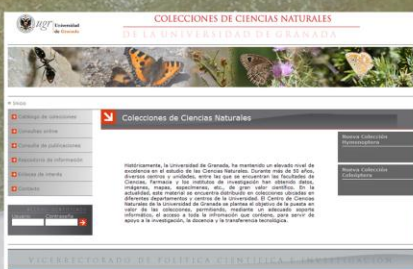 ugr Universidad
de Granada
COLECCIONES DE CIENCIAS NATURALES
DE LA UNIVERSIDAD DE GRANADA
Inicio
Catálogo de colecciones
Consultas online
Consulta de publicaciones
Repositorio de información
Enlaces de interés
Contacto
Usuario Contraseña
Colecciones de Ciencias Naturales
Nueva Colección
Hymenoptera
Nueva Colección
Coleóptera
Históricamente, la Universidad de Granada, ha mantenido un elevado nivel de
excelencia en el estudio de las Ciencias Naturales. Durante más de 50 años,
diversos centros y unidades, entre las que se encuentran las facultades de
Ciencias, Farmacia y los institutos de investigación han obtenido datos,
imágenes, mapas, especímenes, etc., de gran valor científico. En la
actualidad, este material se encuentra distribuido en colecciones ubicadas en
diferentes departamentos y centros de la Universidad. El Centro de Ciencias
Naturales de la Universidad de Granada se plantea el objetivo de la puesta en
valor de las colecciones, permitiendo, mediante un adecuado soporte
informático, el acceso a toda la información que contiene, para servir de
apoyo a la investigación, la docencia y la transferencia tecnológica.
VICERRECTORADO DE POLÍTICA CIENTÍFICA E INVESTIGACIÓN